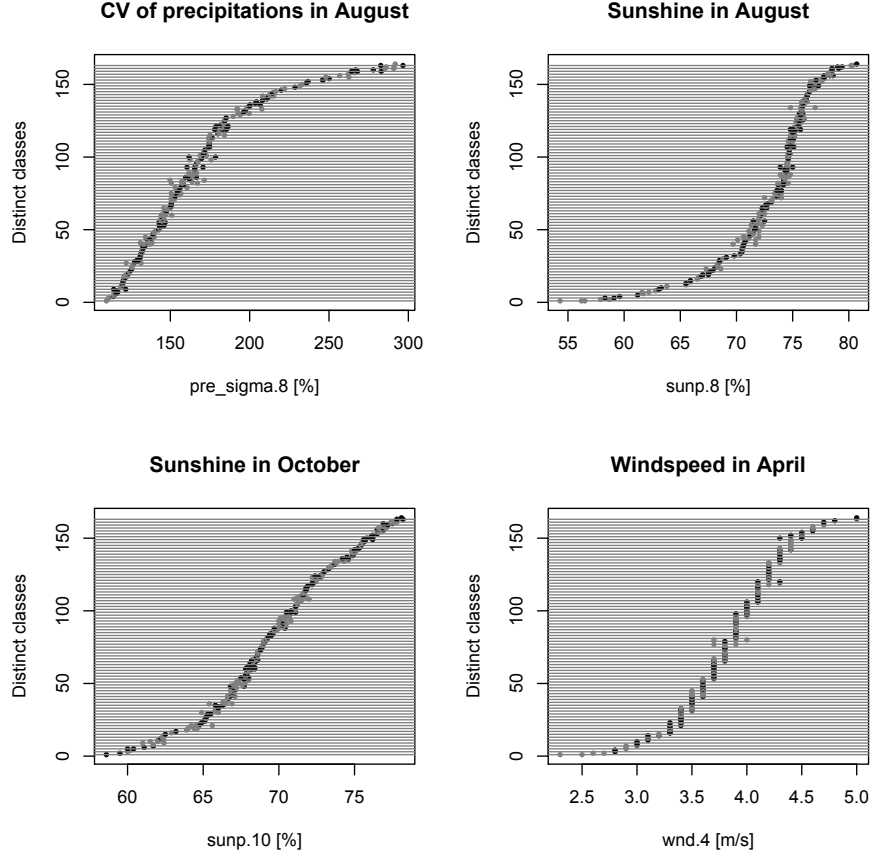 CV of precipitations in August
Distinct classes
0 50 100 150
150 200 250 300
pre_sigma.8 [%]
Sunshine in August
Distinct classes
0 50 100 150
55 60 65 70 75 80
sunp.8 [%]
Sunshine in October
Distinct classes
0 50 100 150
60 65 70 75
sunp.10 [%]
Windspeed in April
Distinct classes
0 50 100 150
2.5 3.0 3.5 4.0 4.5 5.0
wnd.4 [m/s]